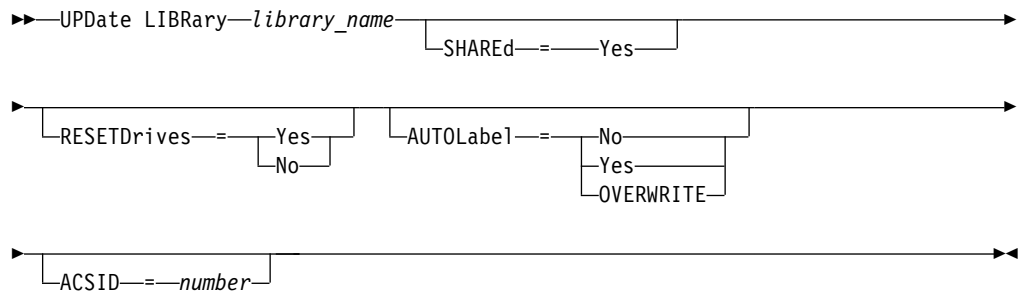 UPDate LIBRary library_name
SHAREd = Yes
RESETDrives = Yes AUTOLabel = No
No Yes
OVERWRITE
ACSID = number